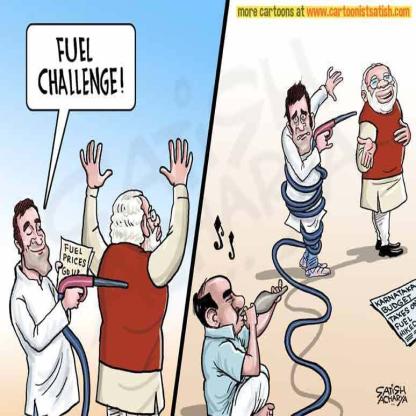 more cartoons at www.cartoonistsatish.com
FUEL
CHALLENGE!
FUEL
PRICES
GO UP
KARNATAKA
BUDGET
TAXES ON
FUEL
HIKED
SATISH
ACHARYA